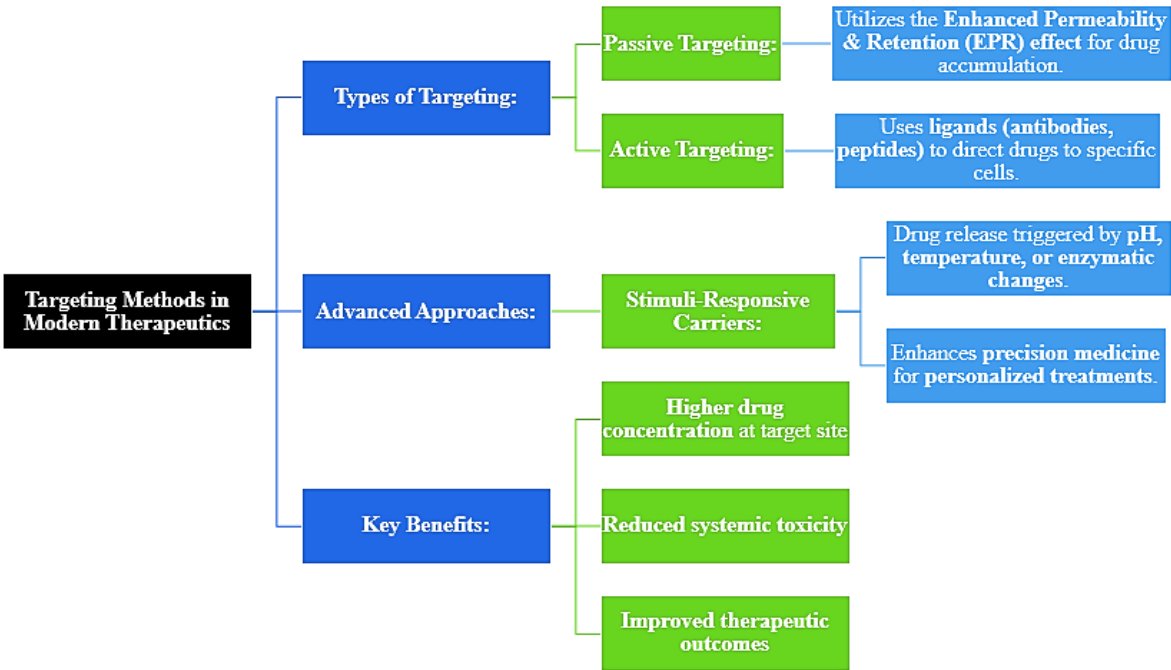 Targeting Methods in
Modern Therapeutics
Types of Targeting:
Passive Targeting:
Utilizes the Enhanced Permeability
& Retention (EPR) effect for drug
accumulation.
Active Targeting:
Uses ligands (antibodies,
peptides) to direct drugs to specific
cells.
Advanced Approaches:
Stimuli-Responsive
Carriers:
Drug release triggered by pH,
temperature, or enzymatic
changes.
Enhances precision medicine
for personalized treatments.
Key Benefits:
Higher drug
concentration at target site
Reduced systemic toxicity
Improved therapeutic
outcomes